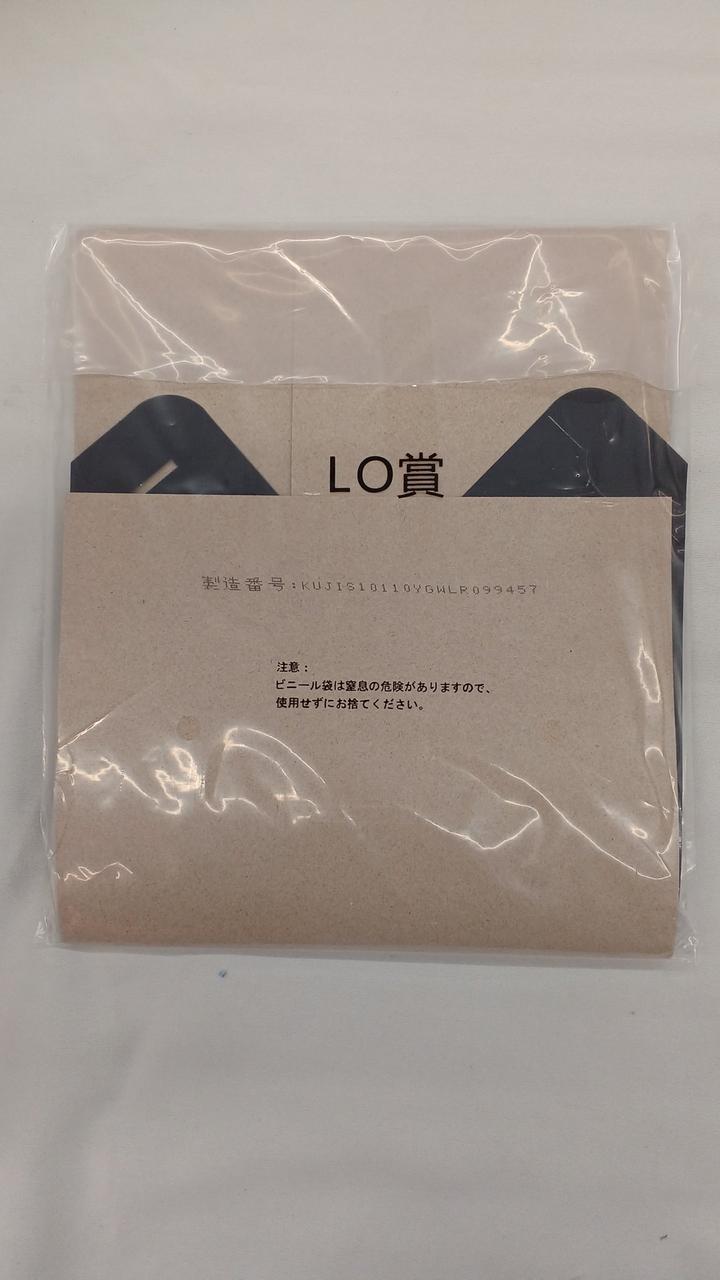 LO賞
製造番号:KUJIS10110YGWLR099457
注意：
ビニール袋は窒息の危険がありますので、
使用せずにお捨てください。